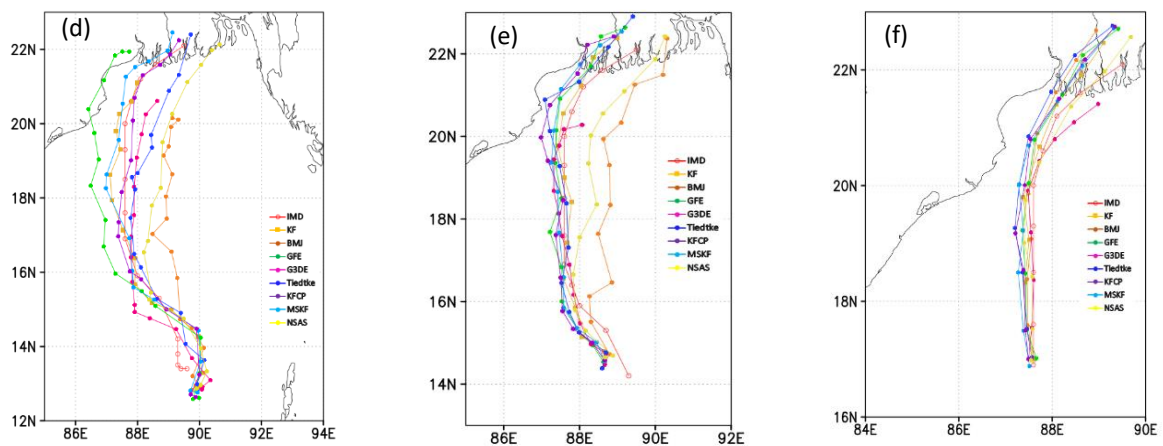 (d)
22N
20N
18N
16N
14N
12N
86E
88E
90E
92E
94E
IMD
KF
BMJ
GFE
G3DE
Tiedtke
KFCP
MSKF
NSAS
(e)
22N
20N
18N
16N
14N
86E
88E
90E
92E
IMD
KF
BMJ
GFE
G3DE
Tiedtke
KFCP
MSKF
NSAS
(f)
22N
20N
18N
16N
84E
86E
88E
90E
IMD
KF
BMJ
GFE
G3DE
Tiedtke
KFCP
MSKF
NSAS